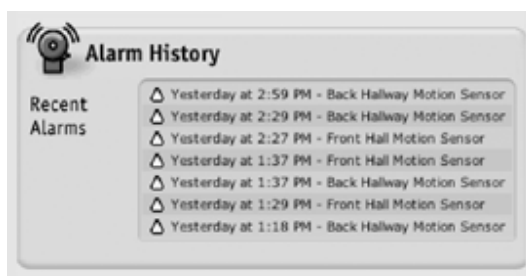 Alarm History
Recent
Alarms
Yesterday at 2:59 PM - Back Hallway Motion Sensor
Yesterday at 2:29 PM - Back Hallway Motion Sensor
Yesterday at 2:27 PM - Front Hall Motion Sensor
Yesterday at 1:37 PM - Front Hall Motion Sensor
Yesterday at 1:37 PM - Back Hallway Motion Sensor
Yesterday at 1:29 PM - Front Hall Motion Sensor
Yesterday at 1:18 PM - Back Hallway Motion Sensor